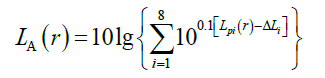 L_A(r) = 10lg{∑_{i=1}^{8} 10^{0.1[L_{pi}(r)−ΔL_i]}}